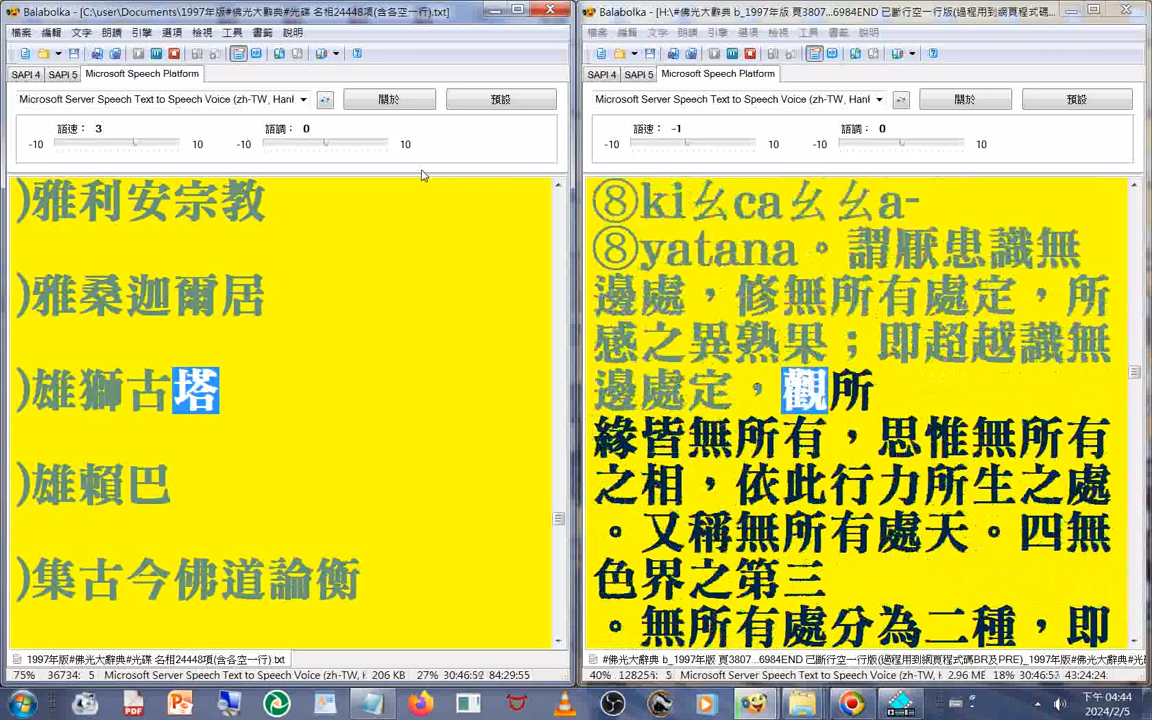 Balabolka - [C:\user\Documents\1997年版#佛光大辭典#光碟 名相24448項(含各空一行).txt]
檔案 編輯 文字 朗讀 引擎 選項 檢視 工具 書籤 說明
SAPI 4 SAPI 5 Microsoft Speech Platform
Microsoft Server Speech Text to Speech Voice (zh-TW, Hanl
關於
預設
語速： 3
語調： 0
-10 10 -10 10
)雅利安宗教
)雅桑迦爾居
)雄獅古塔
)雄賴巴
)集古今佛道論衡
1997年版#佛光大辭典#光碟 名相24448項(含各空一行).txt
75% 36734: 5 Microsoft Server Speech Text to Speech Voice (zh-TW, H 206 KB 27% 30:46:52 84:29:55
Balabolka - [H:\#佛光大辭典 b_1997年版 頁3807...6984END 已斷行空一行版(過程用到網頁程式碼...
檔案 編輯 文字 朗讀 引擎 選項 檢視 工具 書籤 說明
SAPI 4 SAPI 5 Microsoft Speech Platform
Microsoft Server Speech Text to Speech Voice (zh-TW, Hanl
關於
預設
語速： -1
語調： 0
-10 10 -10 10
⑧kiㄠcaㄠㄠa-
⑧yatana。謂厭患識無
邊處，修無所有處定，所
感之異熟果；即超越識無
邊處定，觀所
緣皆無所有，思惟無所有
之相，依此行力所生之處
。又稱無所有處天。四無
色界之第三
。無所有處分為二種，即
#佛光大辭典 b_1997年版 頁3807...6984END 已斷行空一行版(過程用到網頁程式碼BR及PRE)_1997年版#光
40% 128254: 5 Microsoft Server Speech Text to Speech Voice (zh-TW, H 2.96 MB 18% 30:46:53 43:24:24
下午 04:44
2024/2/5